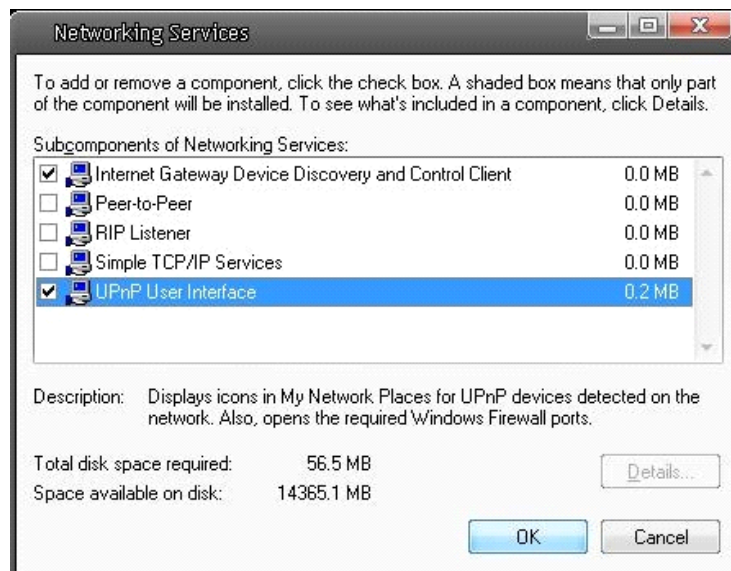 Networking Services
To add or remove a component, click the check box. A shaded box means that only part
of the component will be installed. To see what's included in a component, click Details.
Subcomponents of Networking Services:
Internet Gateway Device Discovery and Control Client 0.0 MB
Peer-to-Peer 0.0 MB
RIP Listener 0.0 MB
Simple TCP/IP Services 0.0 MB
UPnP User Interface 0.2 MB
Description: Displays icons in My Network Places for UPnP devices detected on the
network. Also, opens the required Windows Firewall ports.
Total disk space required: 56.5 MB
Details...
Space available on disk: 14365.1 MB
OK Cancel